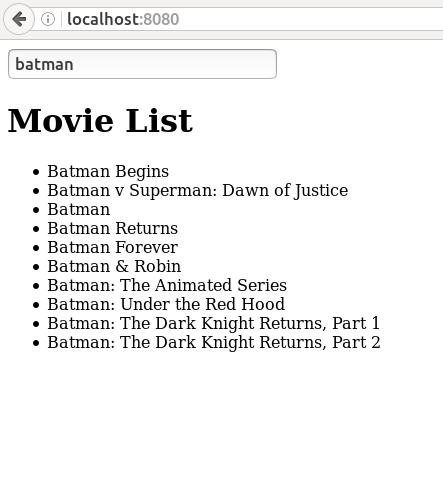 localhost:8080
batman
Movie List
Batman Begins
Batman v Superman: Dawn of Justice
Batman
Batman Returns
Batman Forever
Batman & Robin
Batman: The Animated Series
Batman: Under the Red Hood
Batman: The Dark Knight Returns, Part 1
Batman: The Dark Knight Returns, Part 2